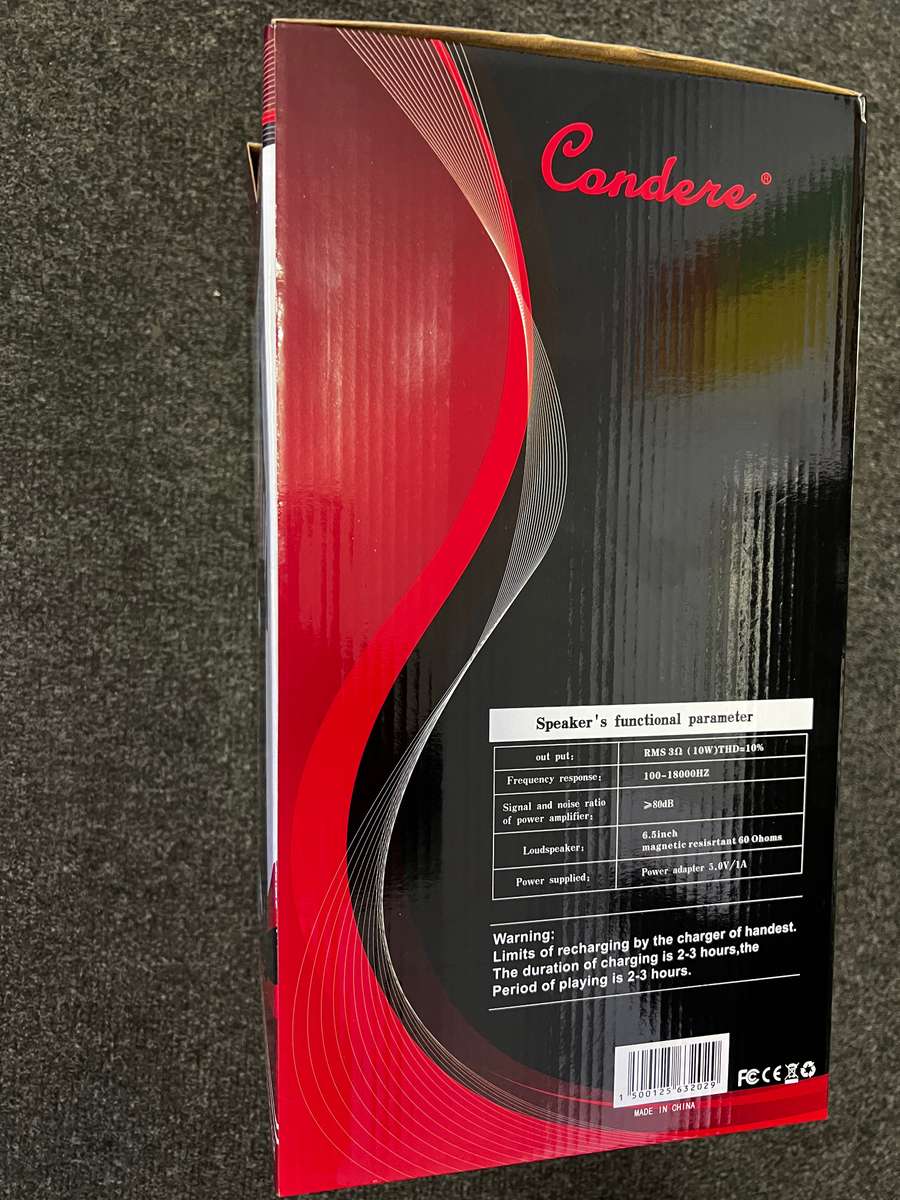 Condere®
Speaker's functional parameter
out put: RMS 3Ω (10W)THD=10%
Frequency response: 100-18000HZ
Signal and noise ratio
of power amplifier: ≥80dB
Loudspeaker: 6.5inch
magnetic resisrtant 60 Ohoms
Power supplied: Power adapter 5.0V/1A
Warning:
Limits of recharging by the charger of handest.
The duration of charging is 2-3 hours,the
Period of playing is 2-3 hours.
1 500125 632029
FC CE
MADE IN CHINA